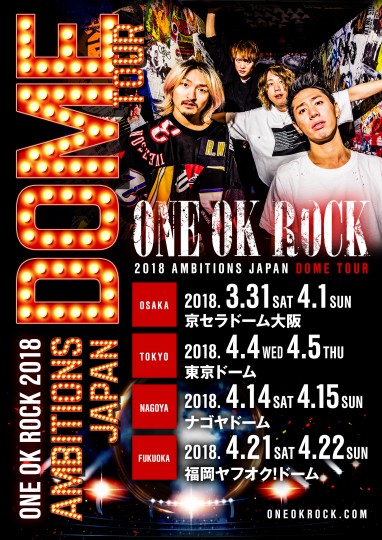 ONE OK ROCK 2018
AMBITIONS
JAPAN
DOME
TOUR
ONE OK ROCK
2018 AMBITIONS JAPAN DOME TOUR
OSAKA
2018. 3.31 SAT 4.1 SUN
京セラドーム大阪
TOKYO
2018. 4.4 WED 4.5 THU
東京ドーム
NAGOYA
2018. 4.14 SAT 4.15 SUN
ナゴヤドーム
FUKUOKA
2018. 4.21 SAT 4.22 SUN
福岡ヤフオク!ドーム
ONEOKROCK.COM